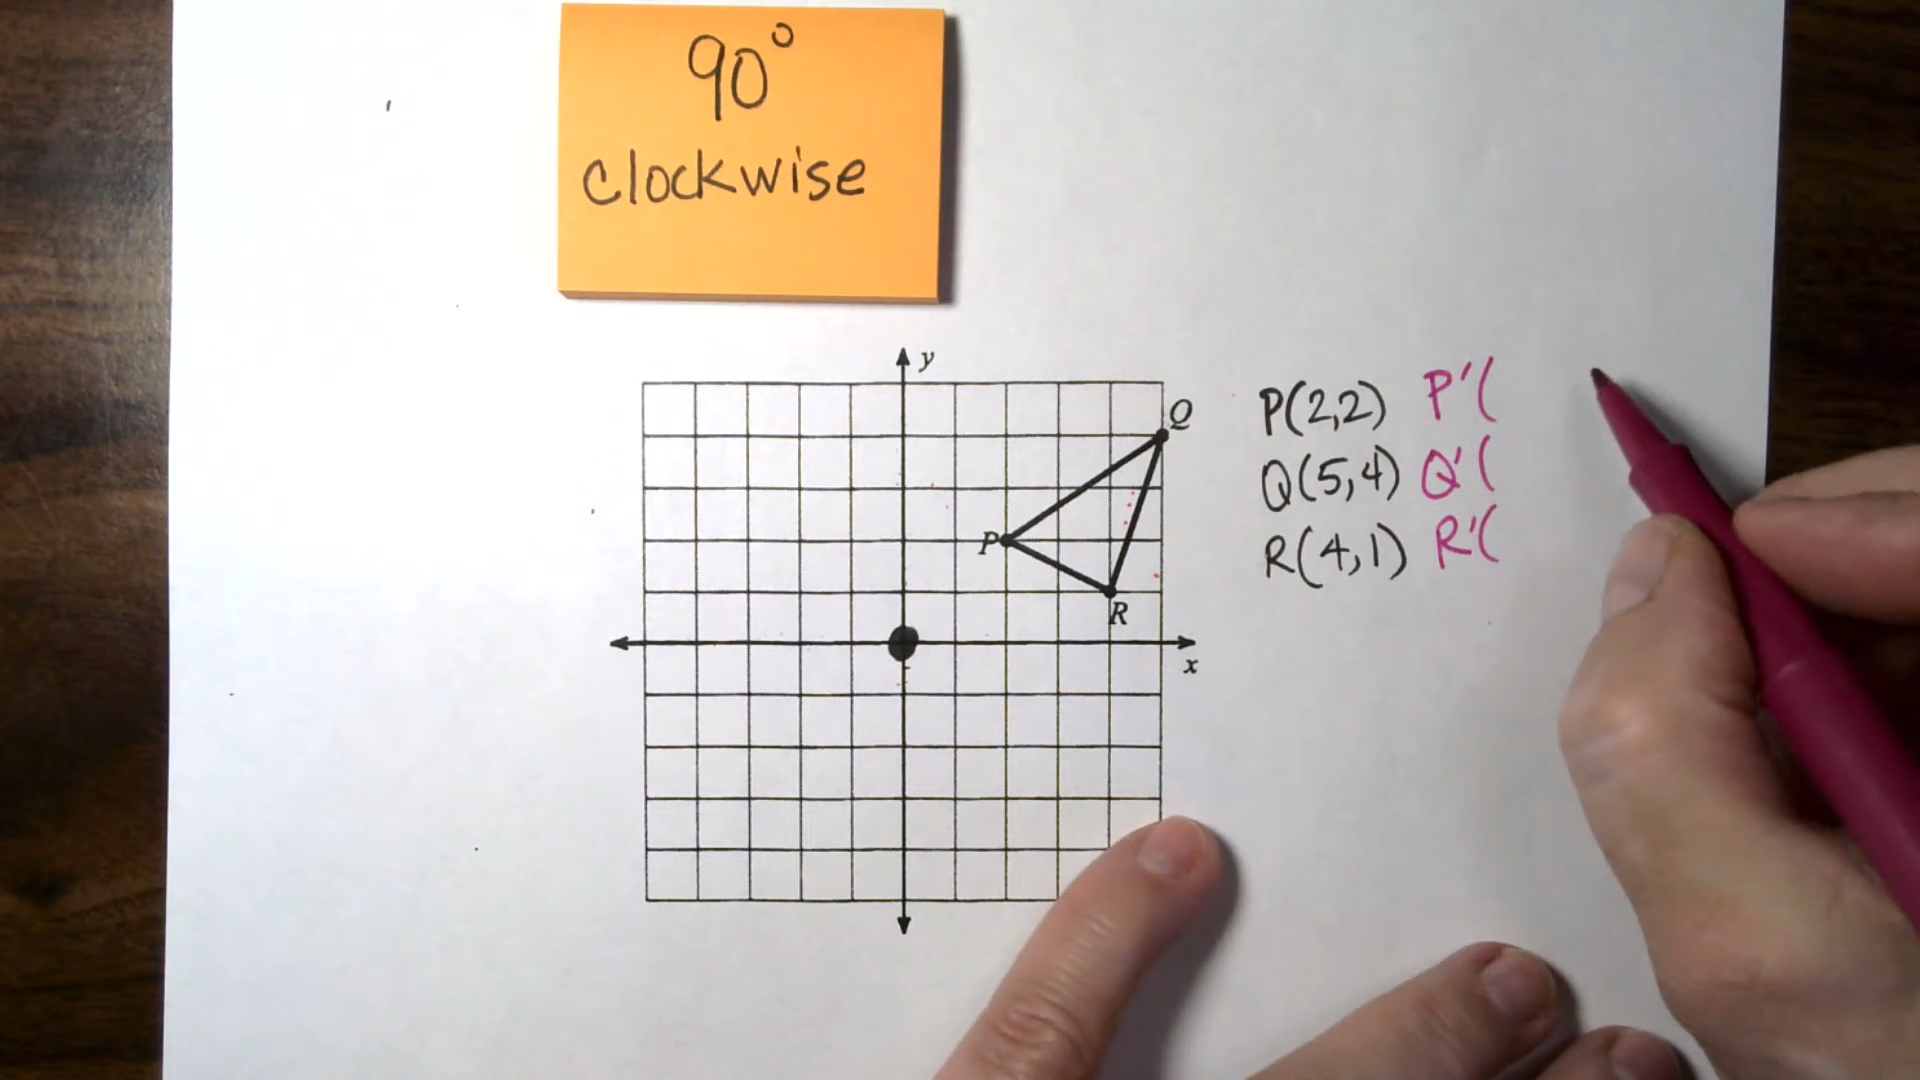 90°
clockwise
y
Q
P
R
x
P(2,2) P'(
Q(5,4) Q'(
R(4,1) R'(